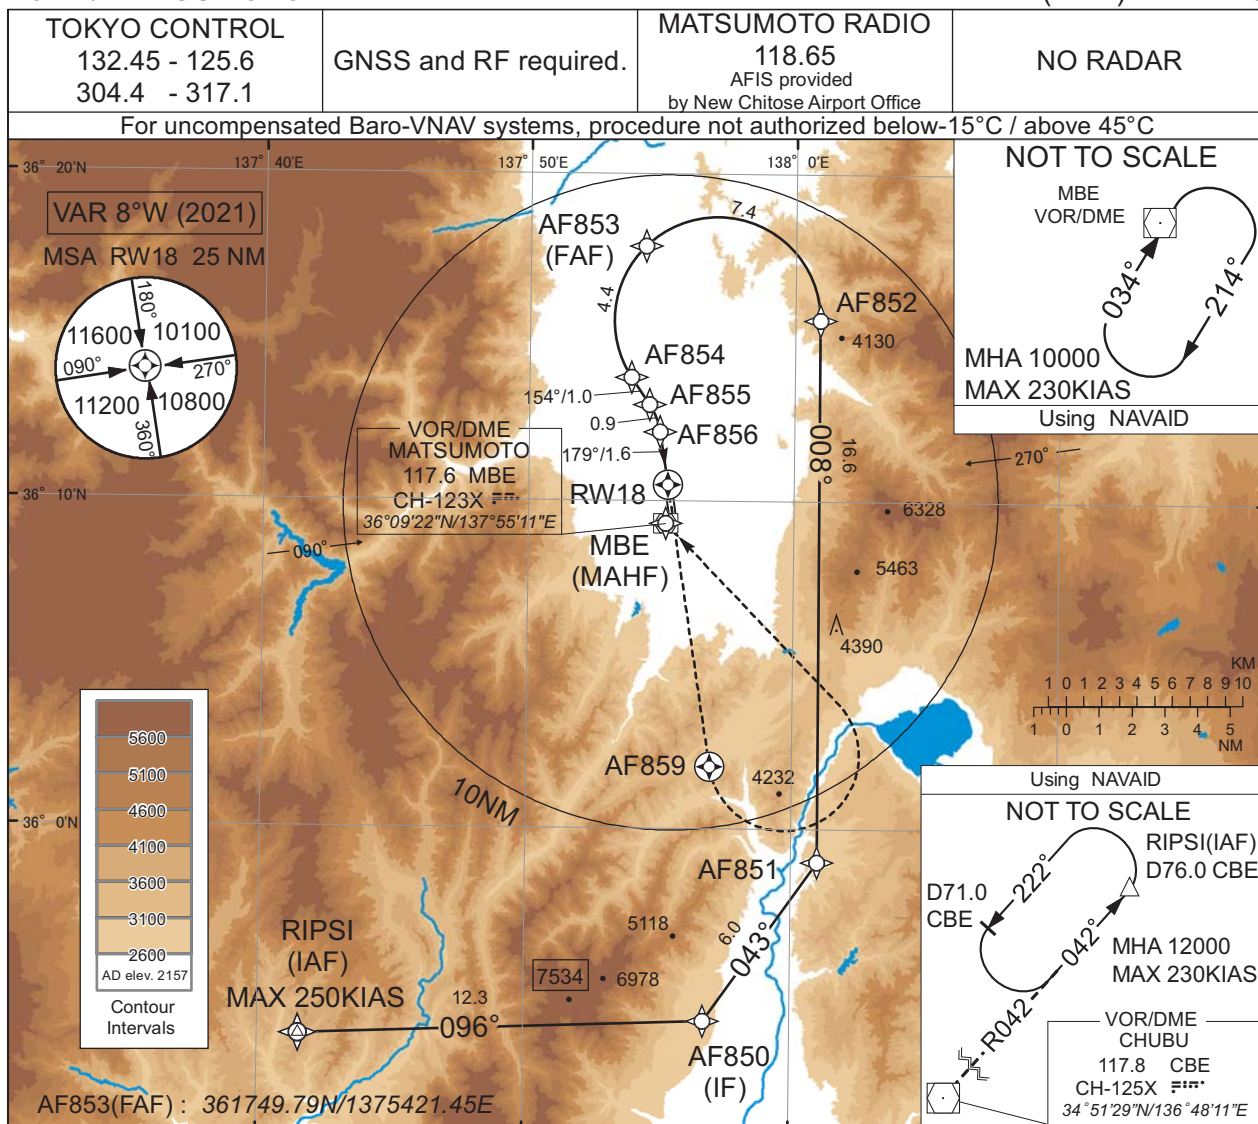 TOKYO CONTROL
132.45 - 125.6
304.4 - 317.1
GNSS and RF required.
MATSUMOTO RADIO
118.65
AFIS provided
by New Chitose Airport Office
NO RADAR
For uncompensated Baro-VNAV systems, procedure not authorized below-15°C / above 45°C
36° 20'N
137° 40'E
137° 50'E
138° 0'E
VAR 8°W (2021)
MSA RW18 25 NM
180°
11600
10100
090°
270°
11200
10800
360°
AF853
(FAF)
7.4
4.4
AF852
4130
AF854
154°/1.0
AF855
0.9
AF856
179°/1.6
008°
16.6
NOT TO SCALE
MBE
VOR/DME
034°
214°
MHA 10000
MAX 230KIAS
Using NAVAID
VOR/DME
MATSUMOTO
117.6 MBE
CH-123X
36°09'22"N/137°55'11"E
36° 10'N
RW18
270°
6328
090°
MBE
(MAHF)
5463
4390
KM
1 0 1 2 3 4 5 6 7 8 9 10
1 0 1 2 3 4 5
NM
5600
5100
4600
4100
3600
3100
2600
AD elev. 2157
Contour
Intervals
AF859
4232
10NM
36° 0'N
AF851
5118
6.0
043°
RIPSI
(IAF)
MAX 250KIAS
7534
6978
12.3
096°
AF850
(IF)
Using NAVAID
NOT TO SCALE
RIPSI(IAF)
D76.0 CBE
222°
D71.0
CBE
042°
MHA 12000
MAX 230KIAS
R042
VOR/DME
CHUBU
117.8 CBE
CH-125X
34°51'29"N/136°48'11"E
AF853(FAF) : 361749.79N/1375421.45E